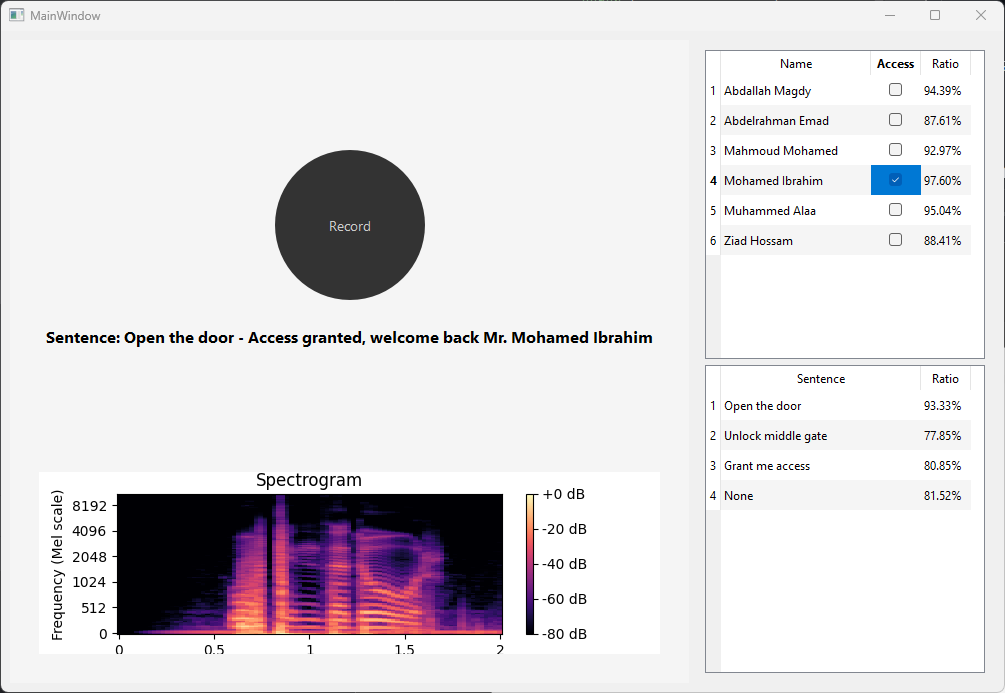 MainWindow
Record
Sentence: Open the door - Access granted, welcome back Mr. Mohamed Ibrahim
Spectrogram
Frequency (Mel scale)
8192
4096
2048
1024
512
0
0 0.5 1 1.5 2
+0 dB
-20 dB
-40 dB
-60 dB
-80 dB
Name Access Ratio
1 Abdallah Magdy 94.39%
2 Abdelrahman Emad 87.61%
3 Mahmoud Mohamed 92.97%
4 Mohamed Ibrahim 97.60%
5 Muhammed Alaa 95.04%
6 Ziad Hossam 88.41%
Sentence Ratio
1 Open the door 93.33%
2 Unlock middle gate 77.85%
3 Grant me access 80.85%
4 None 81.52%